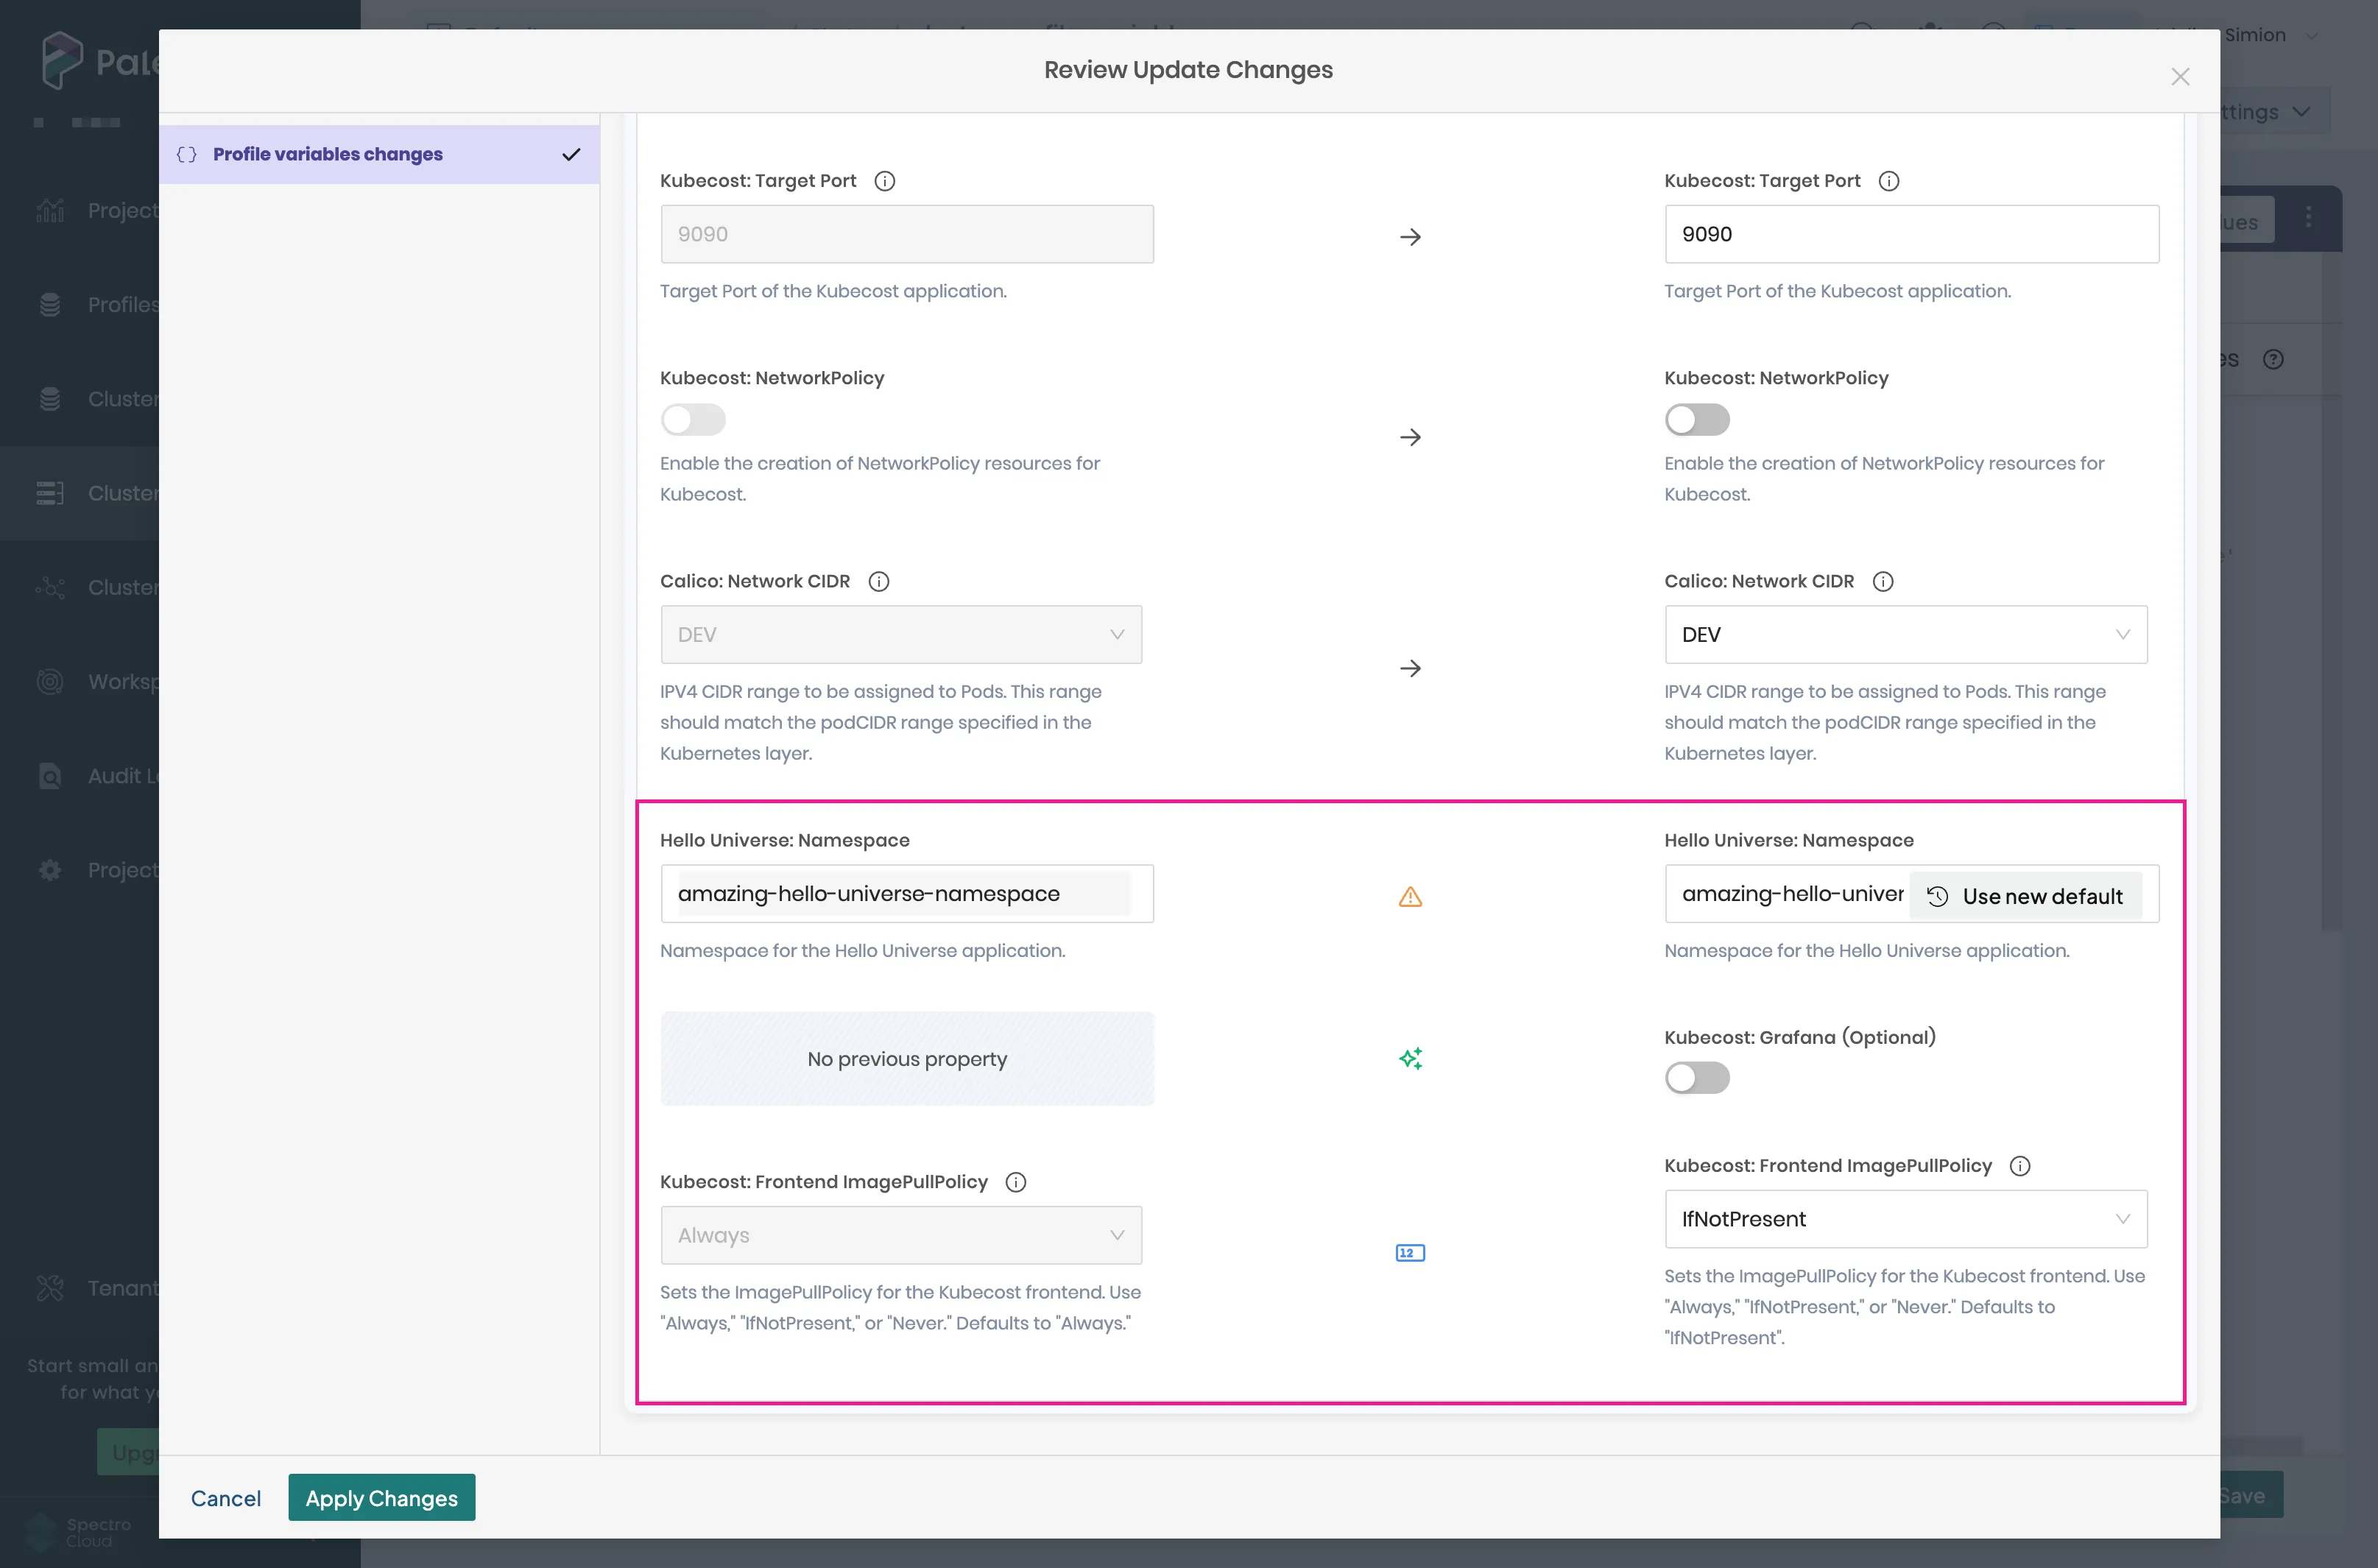 Review Update Changes
Simion
Profile variables changes
Kubecost: Target Port
Kubecost: Target Port
9090
9090
Target Port of the Kubecost application.
Target Port of the Kubecost application.
Kubecost: NetworkPolicy
Kubecost: NetworkPolicy
Enable the creation of NetworkPolicy resources for
Kubecost.
Enable the creation of NetworkPolicy resources for
Kubecost.
Calico: Network CIDR
Calico: Network CIDR
DEV
DEV
IPV4 CIDR range to be assigned to Pods. This range
should match the podCIDR range specified in the
Kubernetes layer.
IPV4 CIDR range to be assigned to Pods. This range
should match the podCIDR range specified in the
Kubernetes layer.
Hello Universe: Namespace
Hello Universe: Namespace
amazing-hello-universe-namespace
amazing-hello-univer
Use new default
Namespace for the Hello Universe application.
Namespace for the Hello Universe application.
No previous property
Kubecost: Grafana (Optional)
Kubecost: Frontend ImagePullPolicy
Kubecost: Frontend ImagePullPolicy
Always
IfNotPresent
12
Sets the ImagePullPolicy for the Kubecost frontend. Use
"Always," "IfNotPresent," or "Never." Defaults to "Always."
Sets the ImagePullPolicy for the Kubecost frontend. Use
"Always," "IfNotPresent," or "Never." Defaults to
"IfNotPresent".
Cancel
Apply Changes
Project
Profiles
Cluster
Cluster
Cluster
Worksp
Audit L
Project
Tenant
Start small an
for what y
Upg
Spectro
Cloud
Save